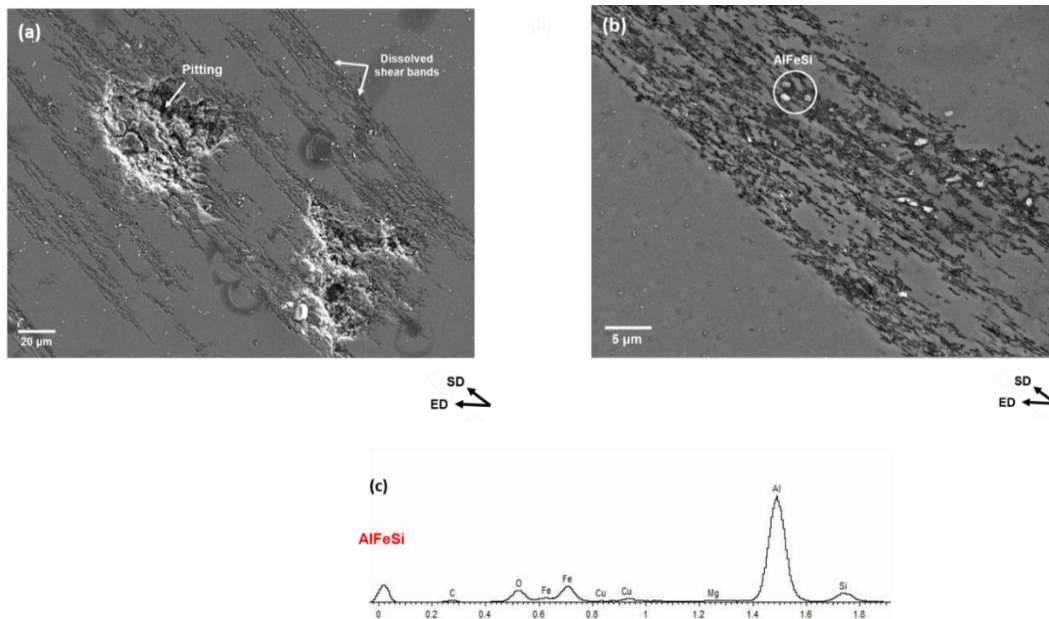 (a)
Pitting
Dissolved
shear bands
20 µm
SD
ED
(b)
AlFeSi
5 µm
SD
ED
(c)
AlFeSi
C
O
Fe
Fe
Cu
Cu
Mg
Al
Si
0 0.2 0.4 0.6 0.8 1 1.2 1.4 1.6 1.8